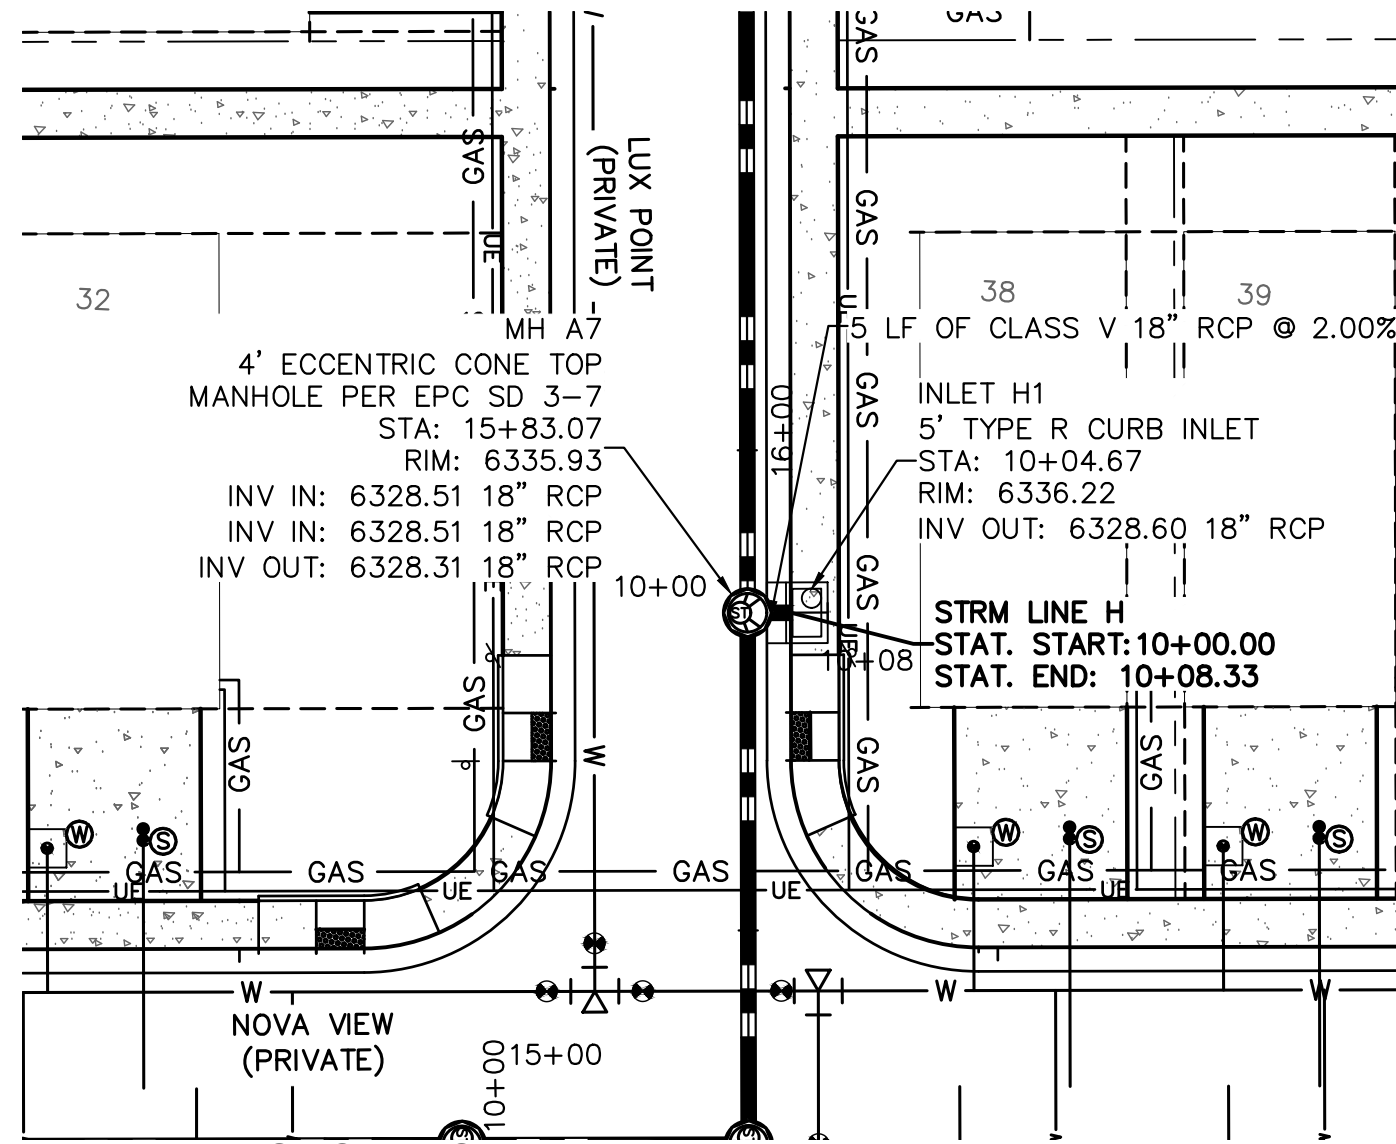 GAS
GAS
GAS
LUX POINT
(PRIVATE)
GAS
UE
32
38
39
MH A7
4' ECCENTRIC CONE TOP
MANHOLE PER EPC SD 3-7
STA: 15+83.07
RIM: 6335.93
INV IN: 6328.51 18" RCP
INV IN: 6328.51 18" RCP
INV OUT: 6328.31 18" RCP
5 LF OF CLASS V 18" RCP @ 2.00%
16+00
GAS
INLET H1
5' TYPE R CURB INLET
STA: 10+04.67
RIM: 6336.22
INV OUT: 6328.60 18" RCP
10+00
ST
GAS
UE
10+08
STRM LINE H
STAT. START:10+00.00
STAT. END: 10+08.33
GAS
GAS
W
GAS
GAS
W
S
W
S
W
S
GAS
GAS
GAS
GAS
GAS
GAS
GAS
UE
UE
UE
UE
W
W
W
NOVA VIEW
(PRIVATE)
10+00
15+00